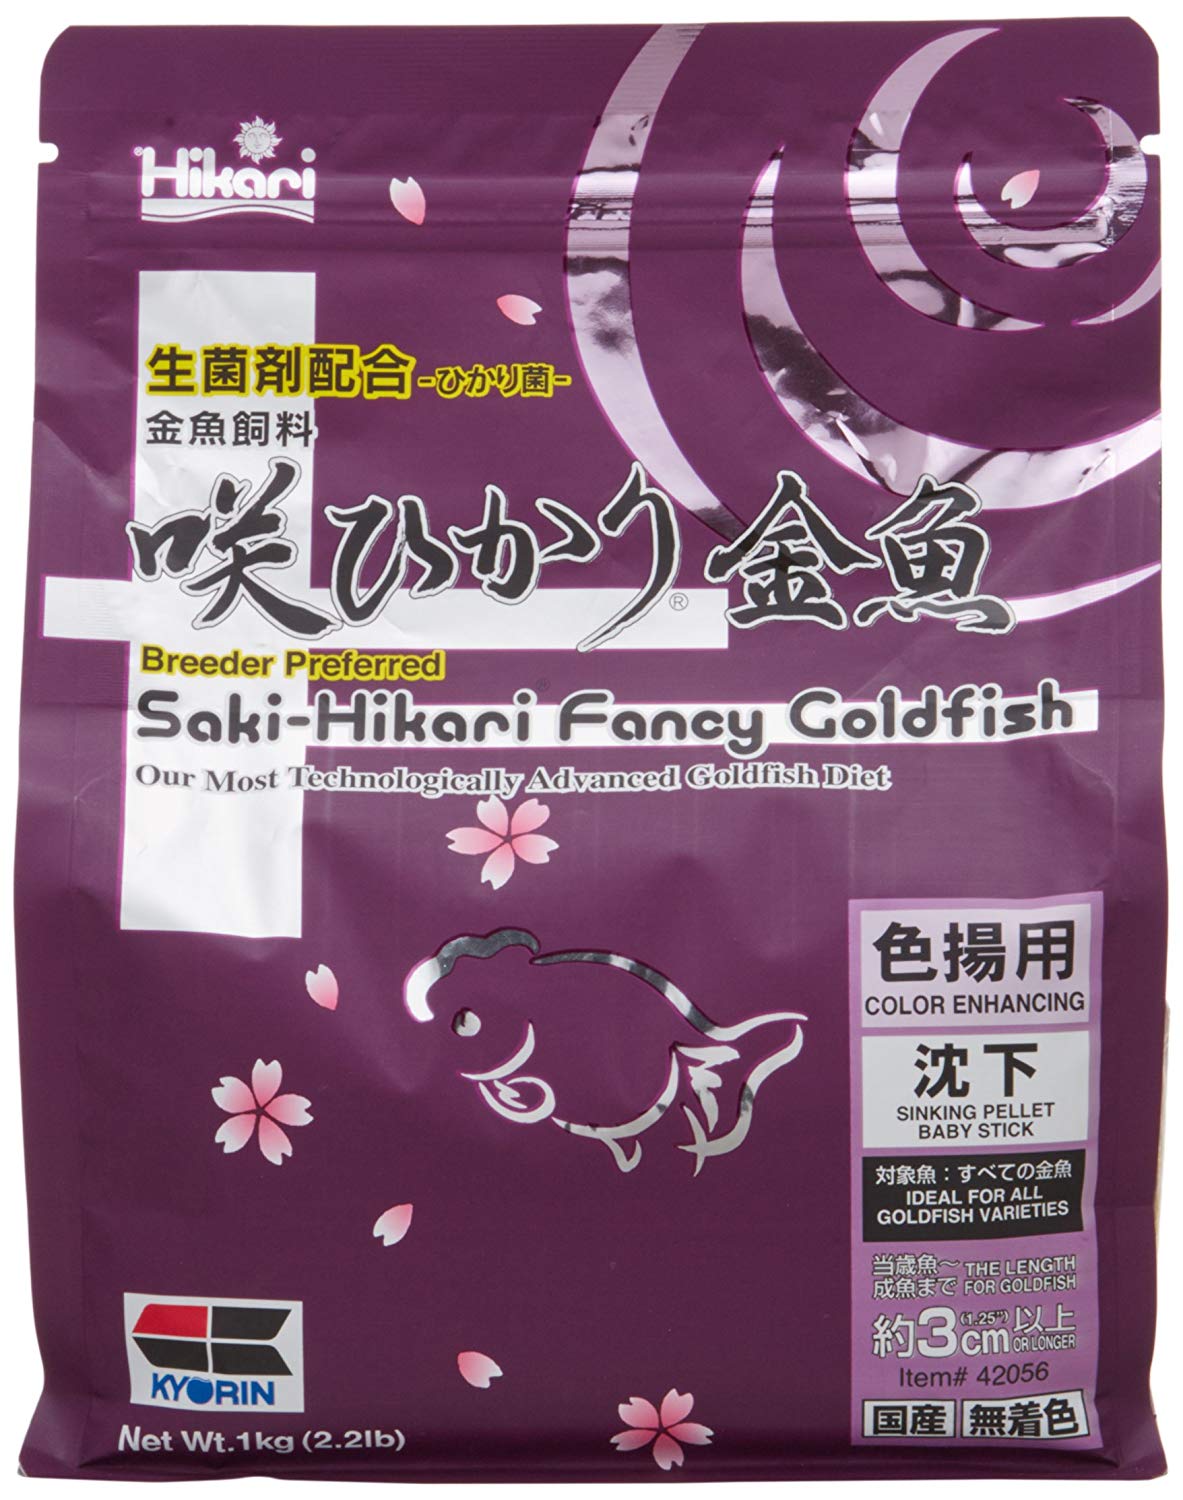 ® Hikari
生菌剤配合-ひかり菌-
金魚飼料
咲ひかり®金魚
Breeder Preferred
Saki-Hikari® Fancy Goldfish
Our Most Technologically Advanced Goldfish Diet
色揚用
COLOR ENHANCING
沈下
SINKING PELLET
BABY STICK
対象魚：すべての金魚
IDEAL FOR ALL
GOLDFISH VARIETIES
当歳魚～ THE LENGTH
成魚まで FOR GOLDFISH
約3cm(1.25")以上 OR LONGER
Item# 42056
国産 無着色
KYORIN
Net Wt.1kg (2.2lb)